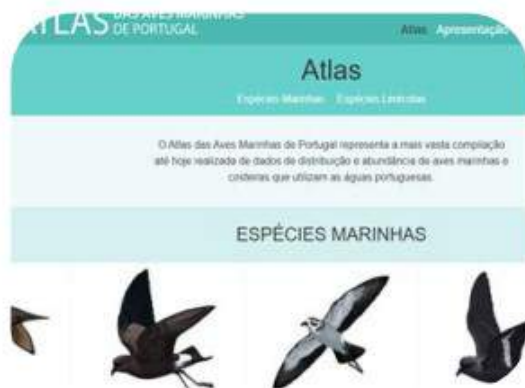 ATLAS DAS AVES MARINHAS
DE PORTUGAL
Atlas Apresentação
Atlas
Espécies Marinhas Espécies Limícolas
O Atlas das Aves Marinhas de Portugal representa a mais vasta compilação
até hoje realizada de dados de distribuição e abundância de aves marinhas e
costeiras que utilizam as águas portuguesas.
ESPÉCIES MARINHAS